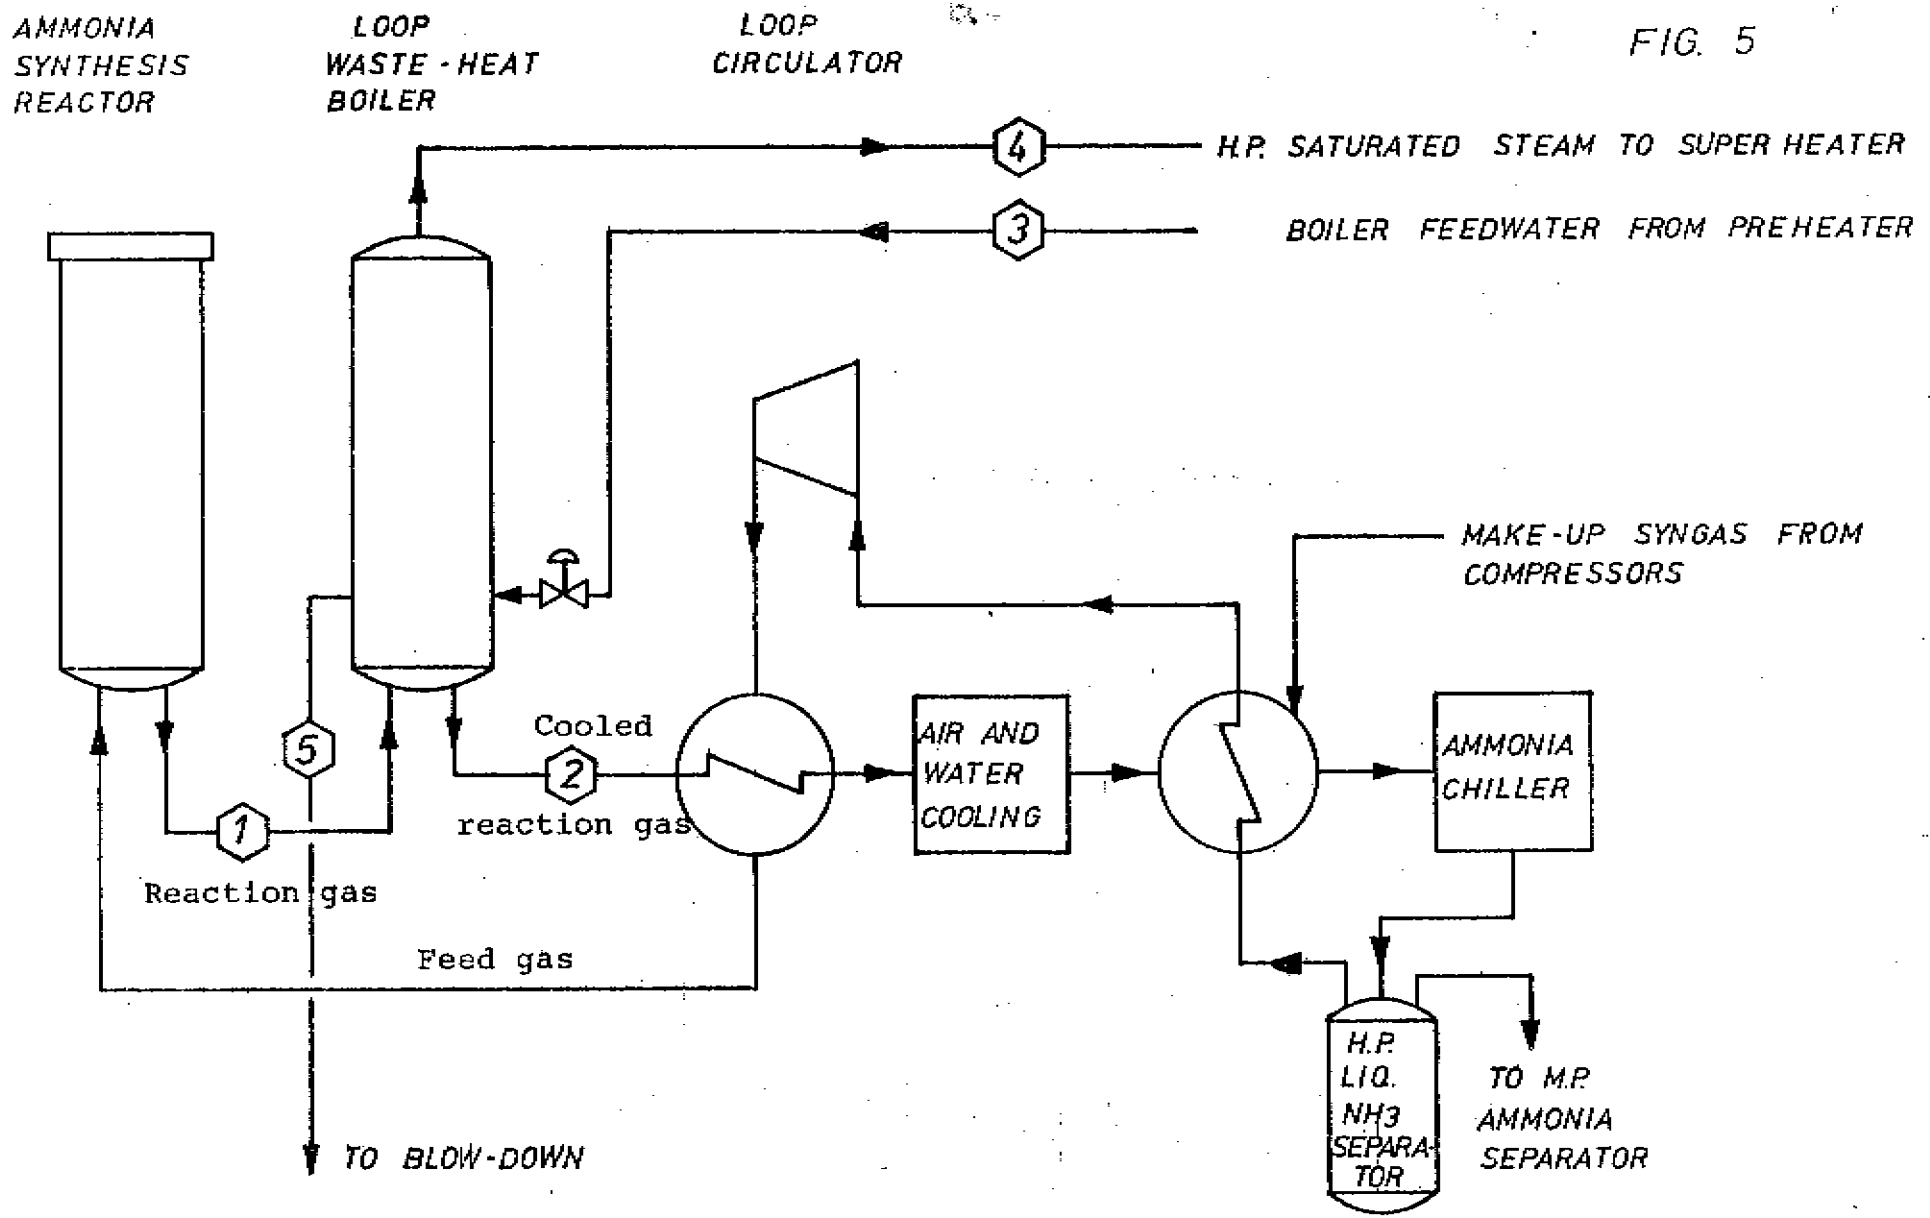 AMMONIA
SYNTHESIS
REACTOR
LOOP
WASTE-HEAT
BOILER
LOOP
CIRCULATOR
FIG. 5
4
H.P. SATURATED STEAM TO SUPER HEATER
3
BOILER FEEDWATER FROM PREHEATER
MAKE-UP SYNGAS FROM
COMPRESSORS
5
Cooled
2
reaction gas
AIR AND
WATER
COOLING
AMMONIA
CHILLER
1
Reaction gas
Feed gas
H.P.
LIQ.
NH3
SEPARA-
TOR
TO M.P.
AMMONIA
SEPARATOR
TO BLOW-DOWN